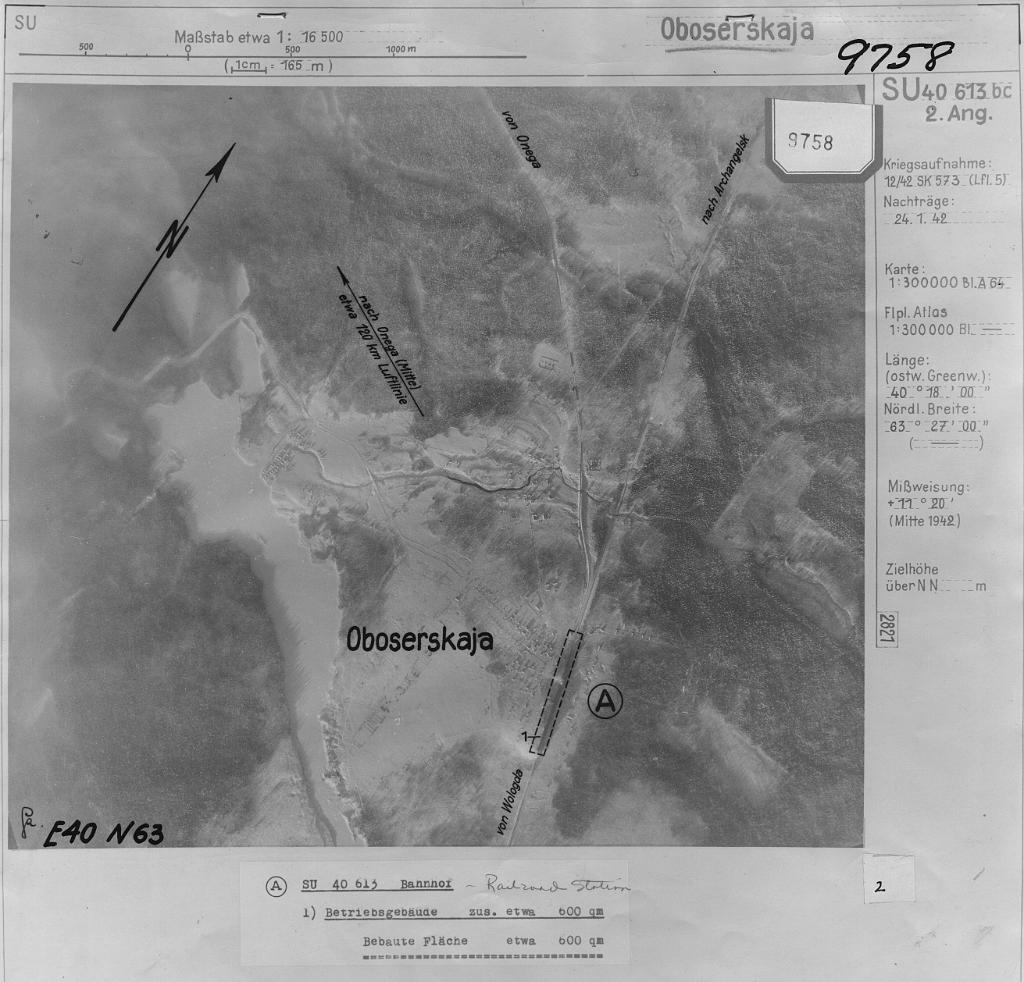 SU
Maßstab etwa 1: 16 500
500 0 500 1000 m
( 1cm = 165 m )
Oboserskaja
9758
SU 40 613 bc
2. Ang.
9758
Kriegsaufnahme:
12/42 SK 573 (Lfl. 5)
Nachträge:
24. 1. 42
Karte:
1:300000 Bl. A 64
Flpl. Atlas
1:300000 Bl.
Länge:
(ostw. Greenw.):
40 ° 18 ' 00 "
Nördl. Breite:
63 ° 27 ' 00 "
( )
Mißweisung:
+ 11 ° 20 '
(Mitte 1942)
Zielhöhe
über N N m
2821
von Onega
nach Archangelsk
N
nach Onega (Mitte)
etwa 120 km Luftlinie
Oboserskaja
A
1
von Wologda
E40 N63
2
A SU 40 613 Bannhof - Railroad Station
1) Betriebsgebäude zus. etwa 600 qm
Bebaute Fläche etwa 600 qm